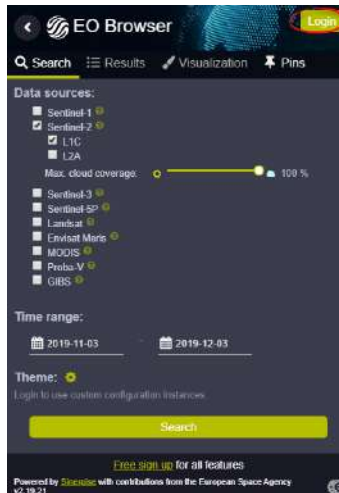 EO Browser
Login
Search Results Visualization Pins
Data sources:
Sentinel-1
Sentinel-2
L1C
L2A
Max. cloud coverage: 100 %
Sentinel-3
Sentinel-5P
Landsat
Envisat Meris
MODIS
Proba-V
GIBS
Time range:
2019-11-03 - 2019-12-03
Theme:
Login to use custom configuration instances.
Search
Free sign up for all features
Powered by Sinergise with contributions from the European Space Agency
v2.19.21